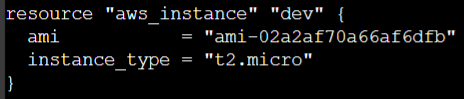 resource "aws_instance" "dev" {
  ami           = "ami-02a2af70a66af6dfb"
  instance_type = "t2.micro"
}